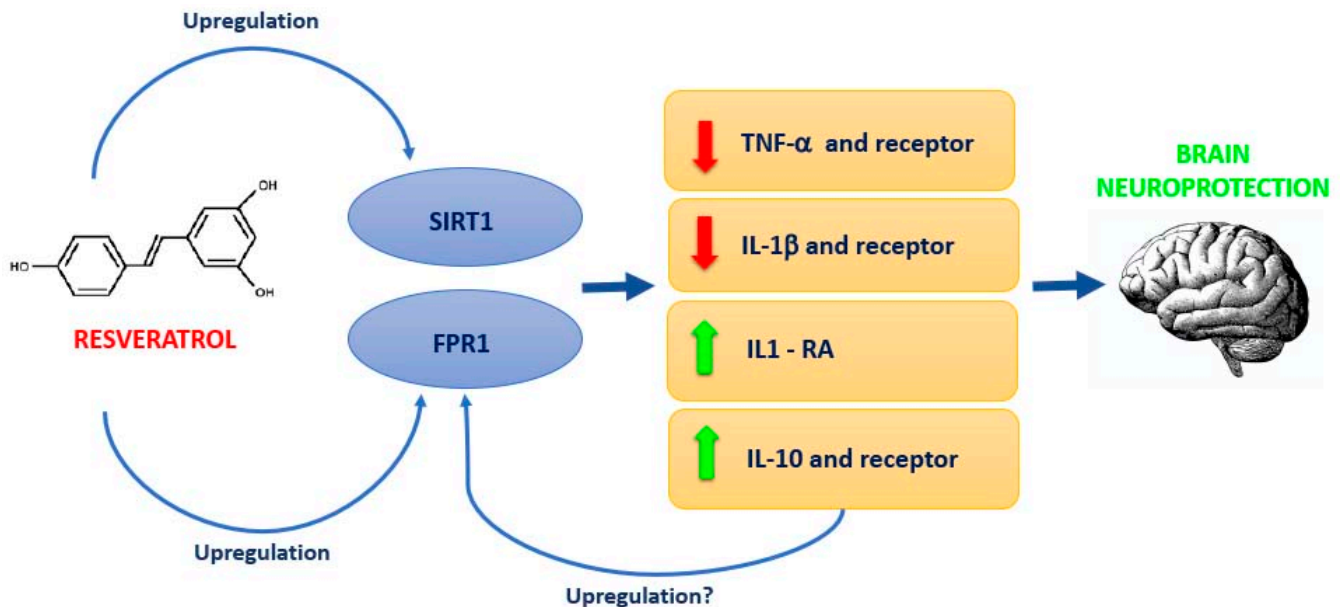 Upregulation
OH
HO
OH
RESVERATROL
SIRT1
FPR1
TNF-α and receptor
IL-1β and receptor
IL1 - RA
IL-10 and receptor
BRAIN
NEUROPROTECTION
Upregulation
Upregulation?